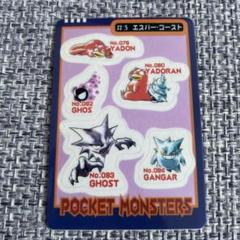 #5 エスパー・ゴースト
No.079
YADON
No.080
YADORAN
No.092
GHOS
No.093
GHOST
No.094
GANGAR
POCKET MONSTERS